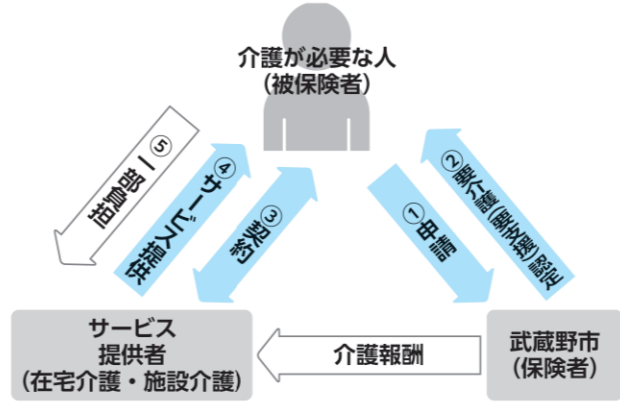 介護が必要な人
(被保険者)
⑤一部負担
④サービス提供
③契約
①申請
②要介護(要支援)認定
サービス
提供者
(在宅介護・施設介護)
介護報酬
武蔵野市
(保険者)